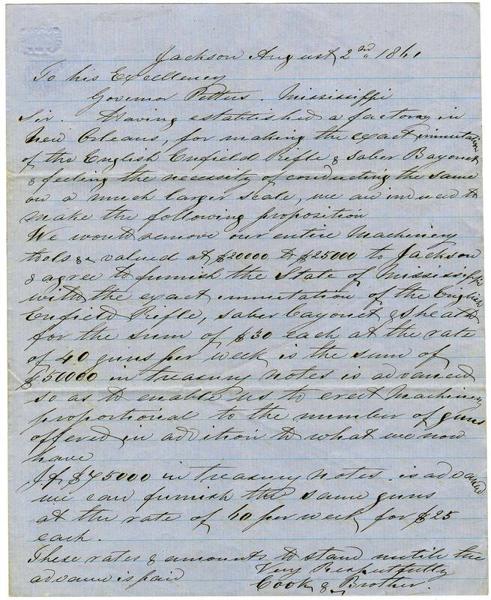 Jackson August 2nd 1861
To his Excellency
Governor Pettus. Mississippi
Sir. Having established a factory in
New Orleans, for making the exact immitation
of the English Enfield Rifle & Saber Bayonet
& feeling the necessity of conducting the same
on a much larger scale, we are induced to
make the following proposition
We would remove our entire Machinery
tools & valued at $20000 to $25000 to Jackson
& agree to furnish the State of Mississippi
with the exact immutation of the English
Enfield Rifle, saber bayonet & sheath
for the sum of $30 each at the rate
of 40 guns per week is the sum of
$50000 in treasury notes is advanced
so as to enable us to erect Machinery
proportional to the number of guns
offered in addition to what we now
have
If $75000 in treasury notes is advanced
we can furnish the same guns
at the rate of 40 per week for $25
each.
These rates & amounts to stand untill the
advance is paid Very Respectfully
Cook & Brother.